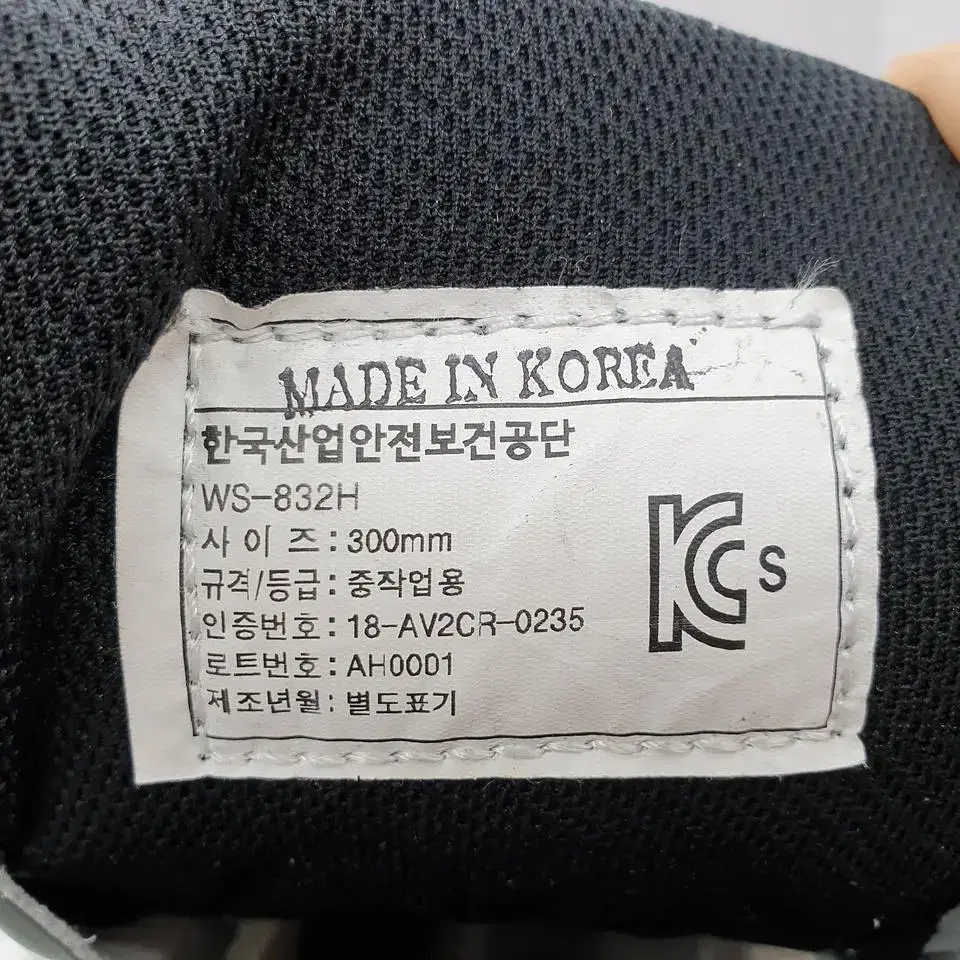 MADE IN KOREA
한국산업안전보건공단
WS-832H
사 이 즈 : 300mm
규격/등급 : 중작업용
인증번호 : 18-AV2CR-0235
로트번호 : AH0001
제조년월 : 별도표기
KCs